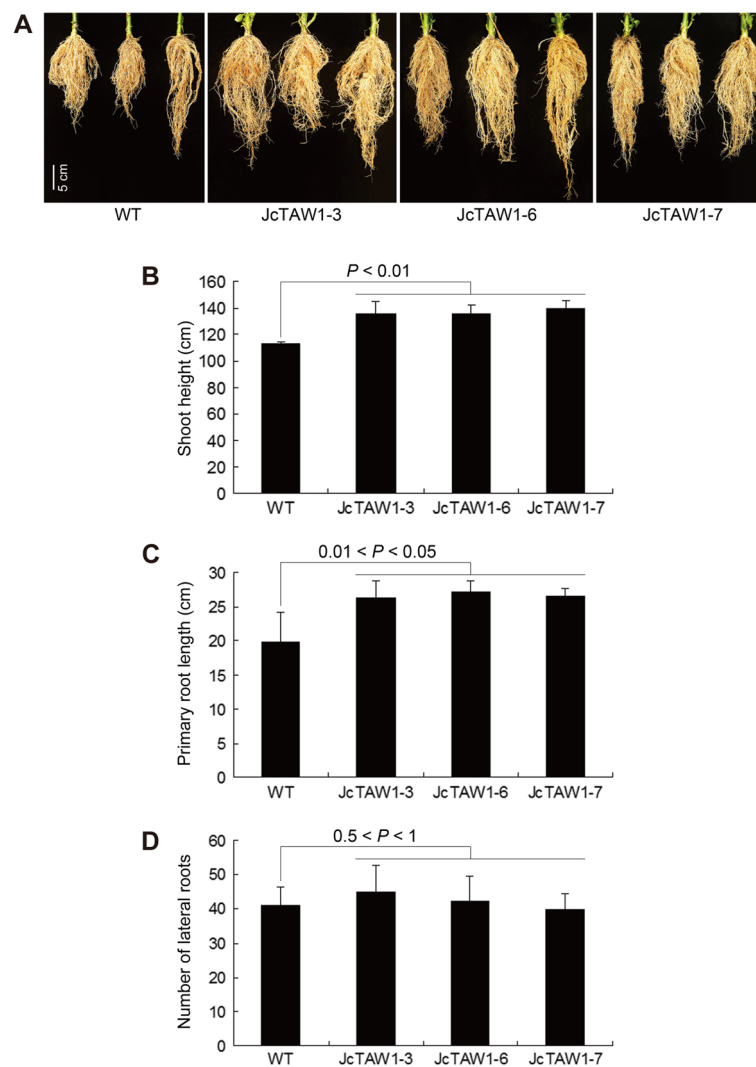 A
5 cm
WT JcTAW1-3 JcTAW1-6 JcTAW1-7
B
P < 0.01
Shoot height (cm)
160
140
120
100
80
60
40
20
0
WT JcTAW1-3 JcTAW1-6 JcTAW1-7
C
0.01 < P < 0.05
Primary root length (cm)
30
25
20
15
10
5
0
WT JcTAW1-3 JcTAW1-6 JcTAW1-7
D
0.5 < P < 1
Number of lateral roots
60
50
40
30
20
10
0
WT JcTAW1-3 JcTAW1-6 JcTAW1-7